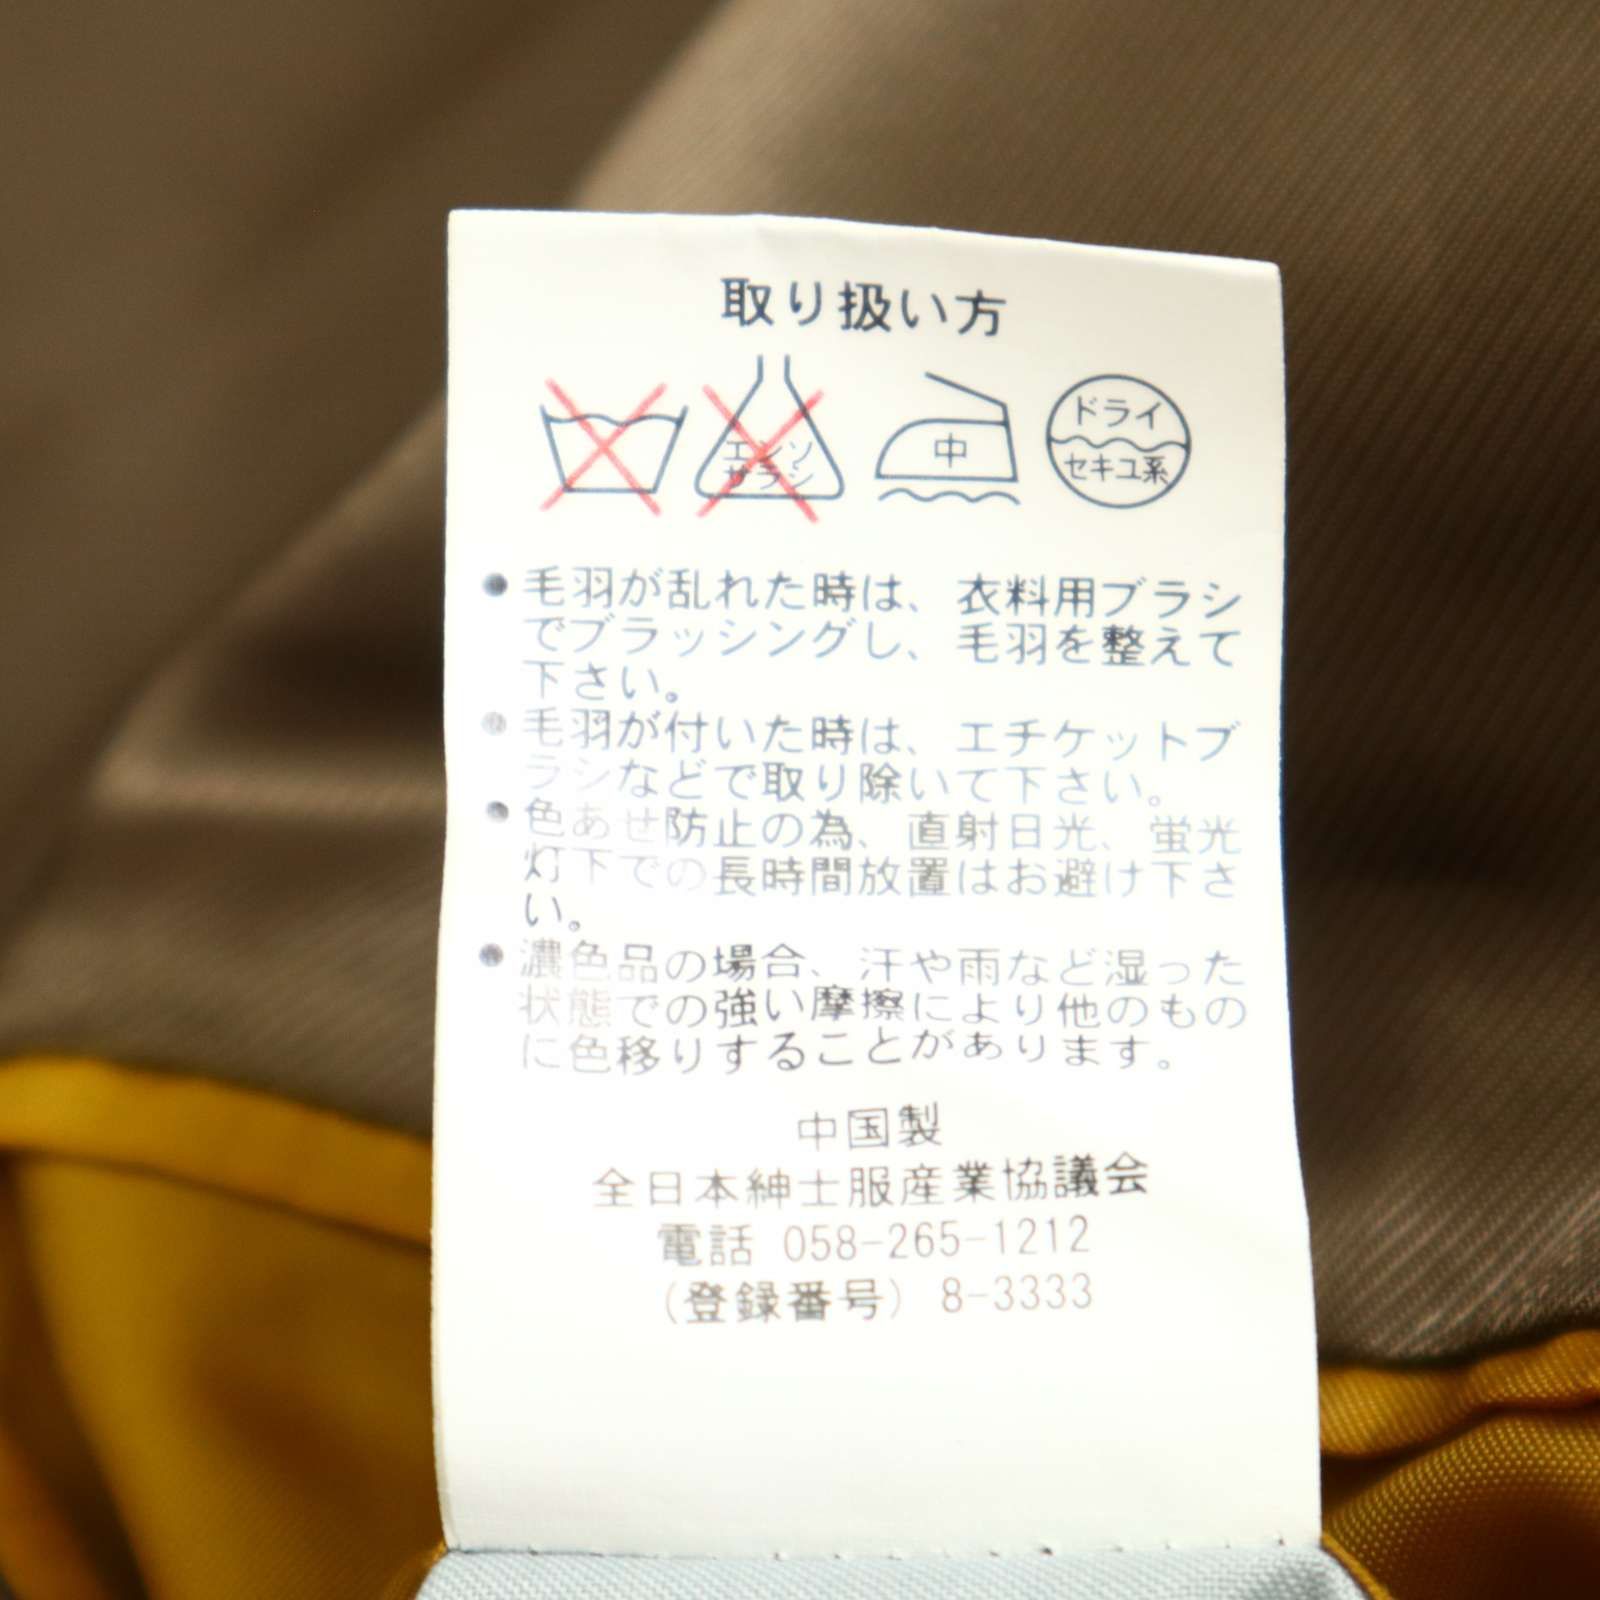 取り扱い方
エンソ
サラシ
中
ドライ
セキユ系
●毛羽が乱れた時は、衣料用ブラシ
でブラッシングし、毛羽を整えて
下さい。
●毛羽が付いた時は、エチケットブ
ラシなどで取り除いて下さい。
●色あせ防止の為、直射日光、蛍光
灯下での長時間放置はお避け下さ
い。
●濃色品の場合、汗や雨など湿った
状態での強い摩擦により他のもの
に色移りすることがあります。
中国製
全日本紳士服産業協議会
電話 058-265-1212
(登録番号) 8-3333